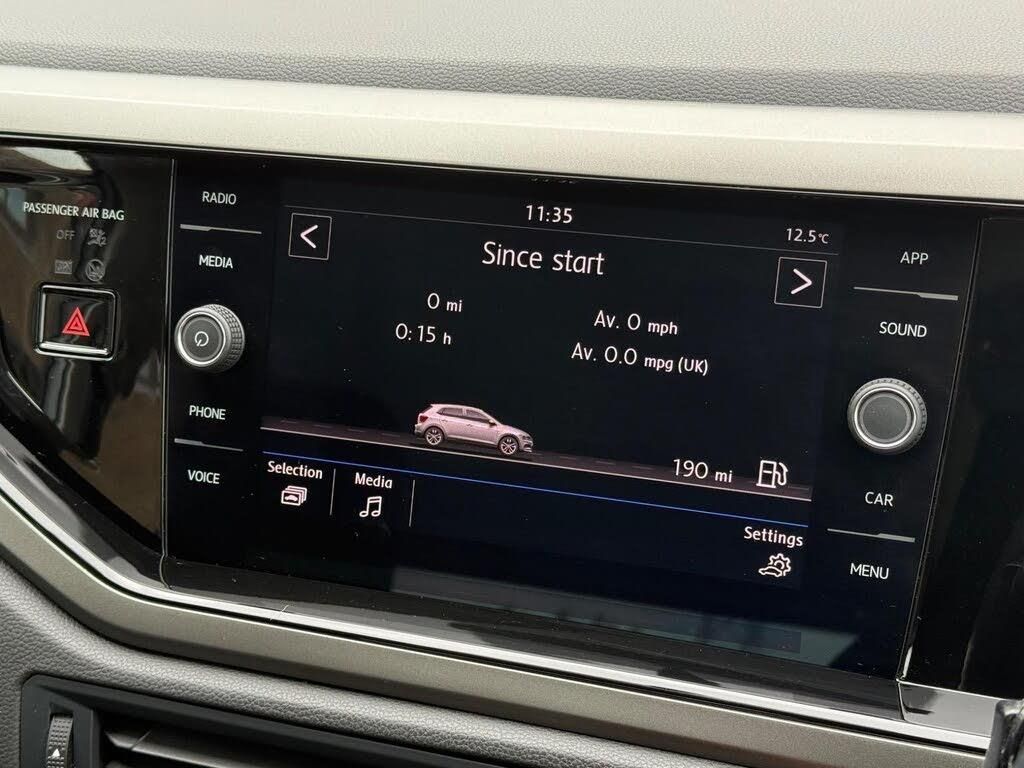 PASSENGER AIR BAG
OFF
RADIO
MEDIA
PHONE
VOICE
11:35
12.5°C
<
Since start
>
0 mi
0:15 h
Av. 0 mph
Av. 0.0 mpg (UK)
190 mi
Selection
Media
Settings
APP
SOUND
CAR
MENU